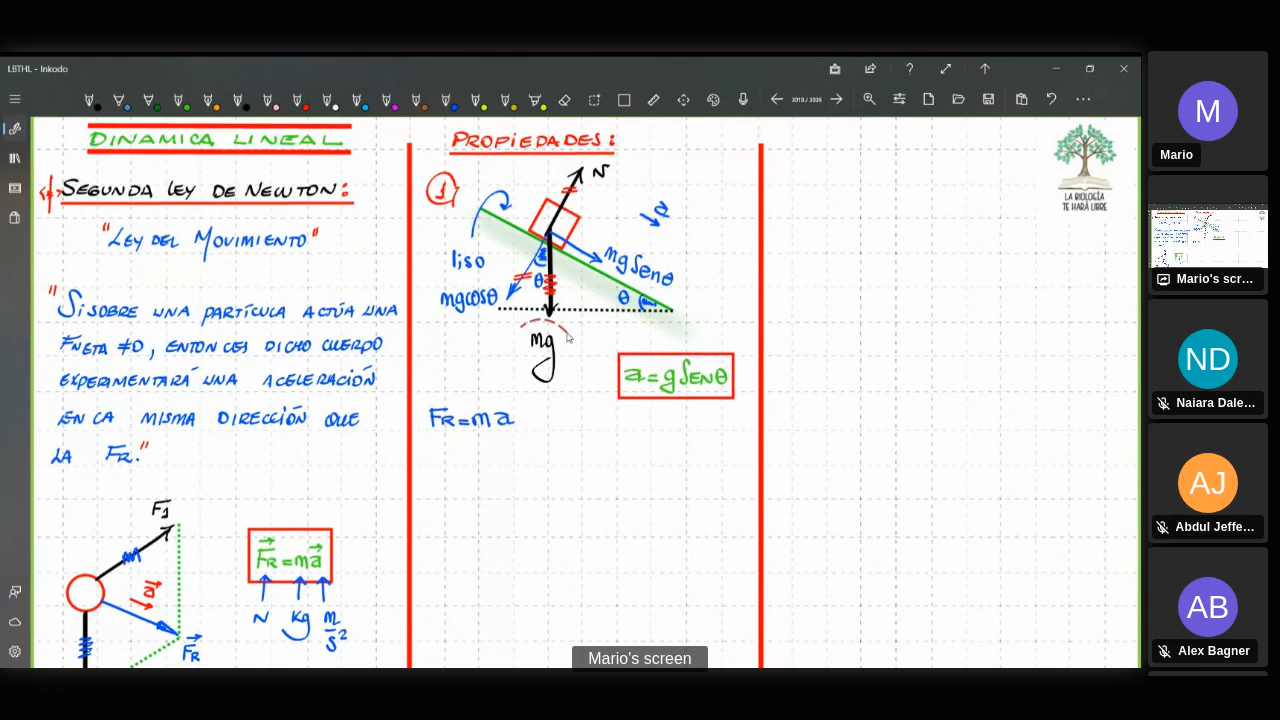 LBTHL - Inkodo
3010 / 3206
DINAMICA LINEAL
SEGUNDA LEY DE NEWTON:
"LEY DEL MOVIMIENTO"
"SI SOBRE UNA PARTÍCULA ACTÚA UNA
FNETA ≠0, ENTONCES DICHO CUERPO
EXPERIMENTARÁ UNA ACELERACIÓN
EN LA MISMA DIRECCIÓN QUE
LA FR."
F1
a
FR
FR=ma
N Kg m/s²
PROPIEDADES:
1
N
a
liso
mg Senθ
θ
mgcosθ
θ
mg
a=gSENθ
FR=ma
LA BIOLOGÍA
TE HARÁ LIBRE
Mario's screen
M
Mario
Mario's scr...
ND
Naiara Dale...
AJ
Abdul Jeffe...
AB
Alex Bagner